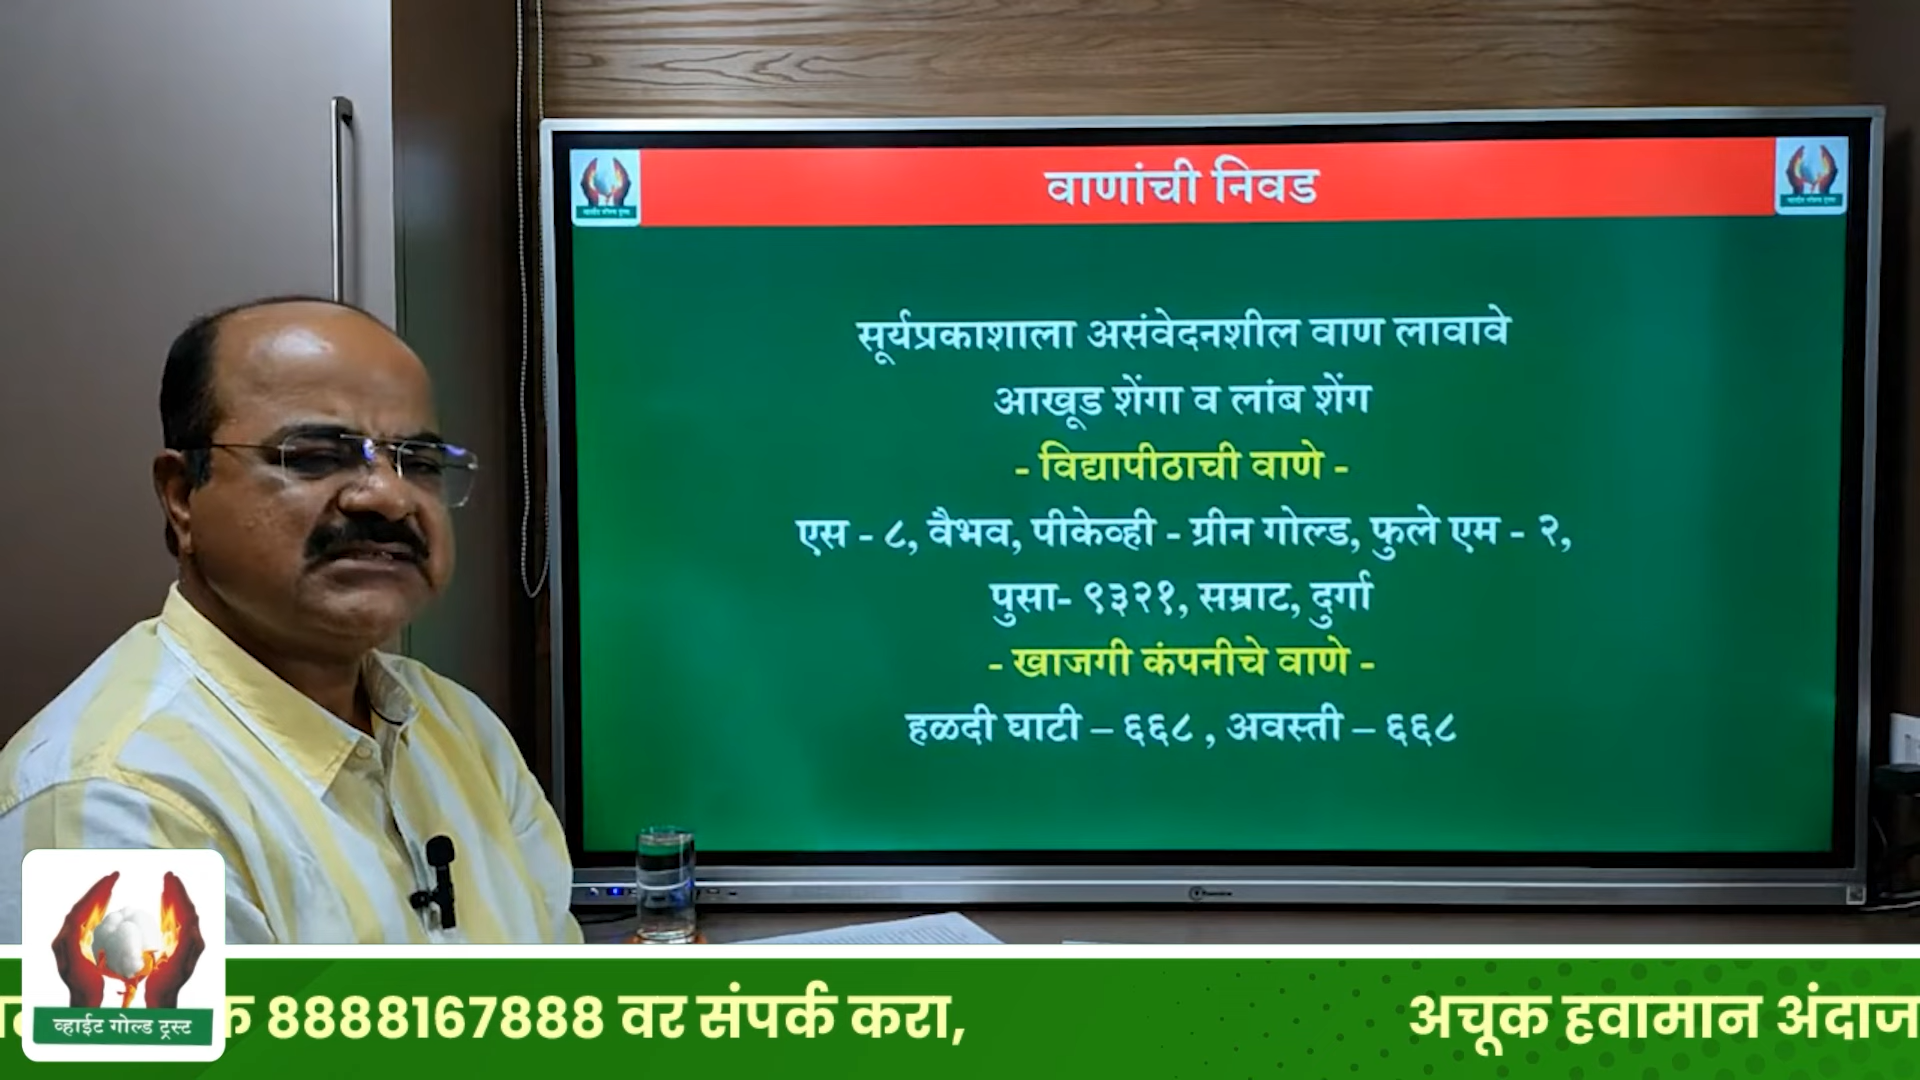 वाणांची निवड
सूर्यप्रकाशाला असंवेदनशील वाण लावावे
आखूड शेंगा व लांब शेंग
- विद्यापीठाची वाणे -
एस - ८, वैभव, पीकेव्ही - ग्रीन गोल्ड, फुले एम - २,
पुसा- ९३२१, सम्राट, दुर्गा
- खाजगी कंपनीचे वाणे -
हळदी घाटी – ६६८ , अवस्ती – ६६८
व्हाईट गोल्ड ट्रस्ट
8888167888 वर संपर्क करा,
अचूक हवामान अंदाज